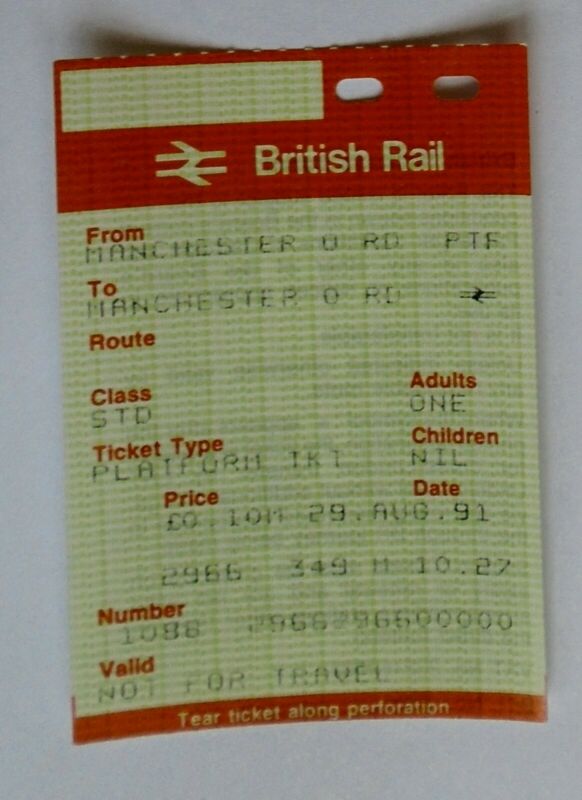 British Rail
From
MANCHESTER O RD PTF
To
MANCHESTER O RD
Route
Class Adults
STD ONE
Ticket Type Children
PLATFORM TKT NIL
Price Date
£0.10M 29.AUG.91
2966 349 M 10.27
Number
1088 2966296600000
Valid
NOT FOR TRAVEL
Tear ticket along perforation